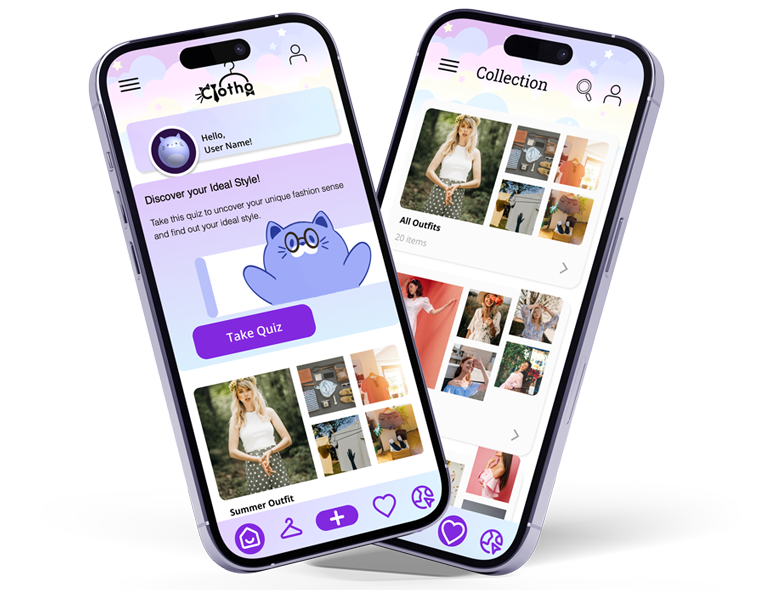 Clotho
Hello,
User Name!
Discover your Ideal Style!
Take this quiz to uncover your unique fashion sense
and find out your ideal style.
Take Quiz
Summer Outfit
Collection
All Outfits
20 items